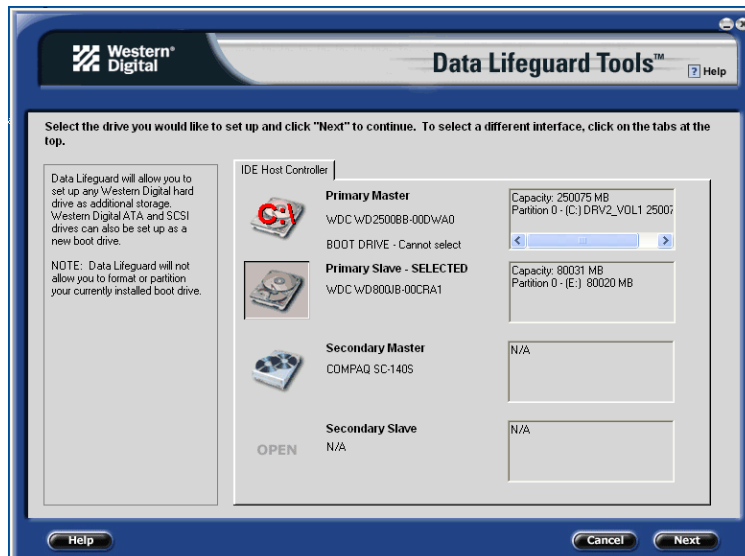 Western®
Digital
Data Lifeguard Tools™
? Help
Select the drive you would like to set up and click "Next" to continue. To select a different interface, click on the tabs at the
top.
Data Lifeguard will allow you to
set up any Western Digital hard
drive as additional storage.
Western Digital ATA and SCSI
drives can also be set up as a
new boot drive.
NOTE: Data Lifeguard will not
allow you to format or partition
your currently installed boot drive.
IDE Host Controller
C:\
Primary Master
WDC WD2500BB-00DWA0
BOOT DRIVE - Cannot select
Capacity: 250075 MB
Partition 0 - (C:) DRV2_VOL1 25007
Primary Slave - SELECTED
WDC WD800JB-00CRA1
Capacity: 80031 MB
Partition 0 - (E:) 80020 MB
Secondary Master
COMPAQ SC-140S
N/A
OPEN
Secondary Slave
N/A
N/A
Help
Cancel
Next